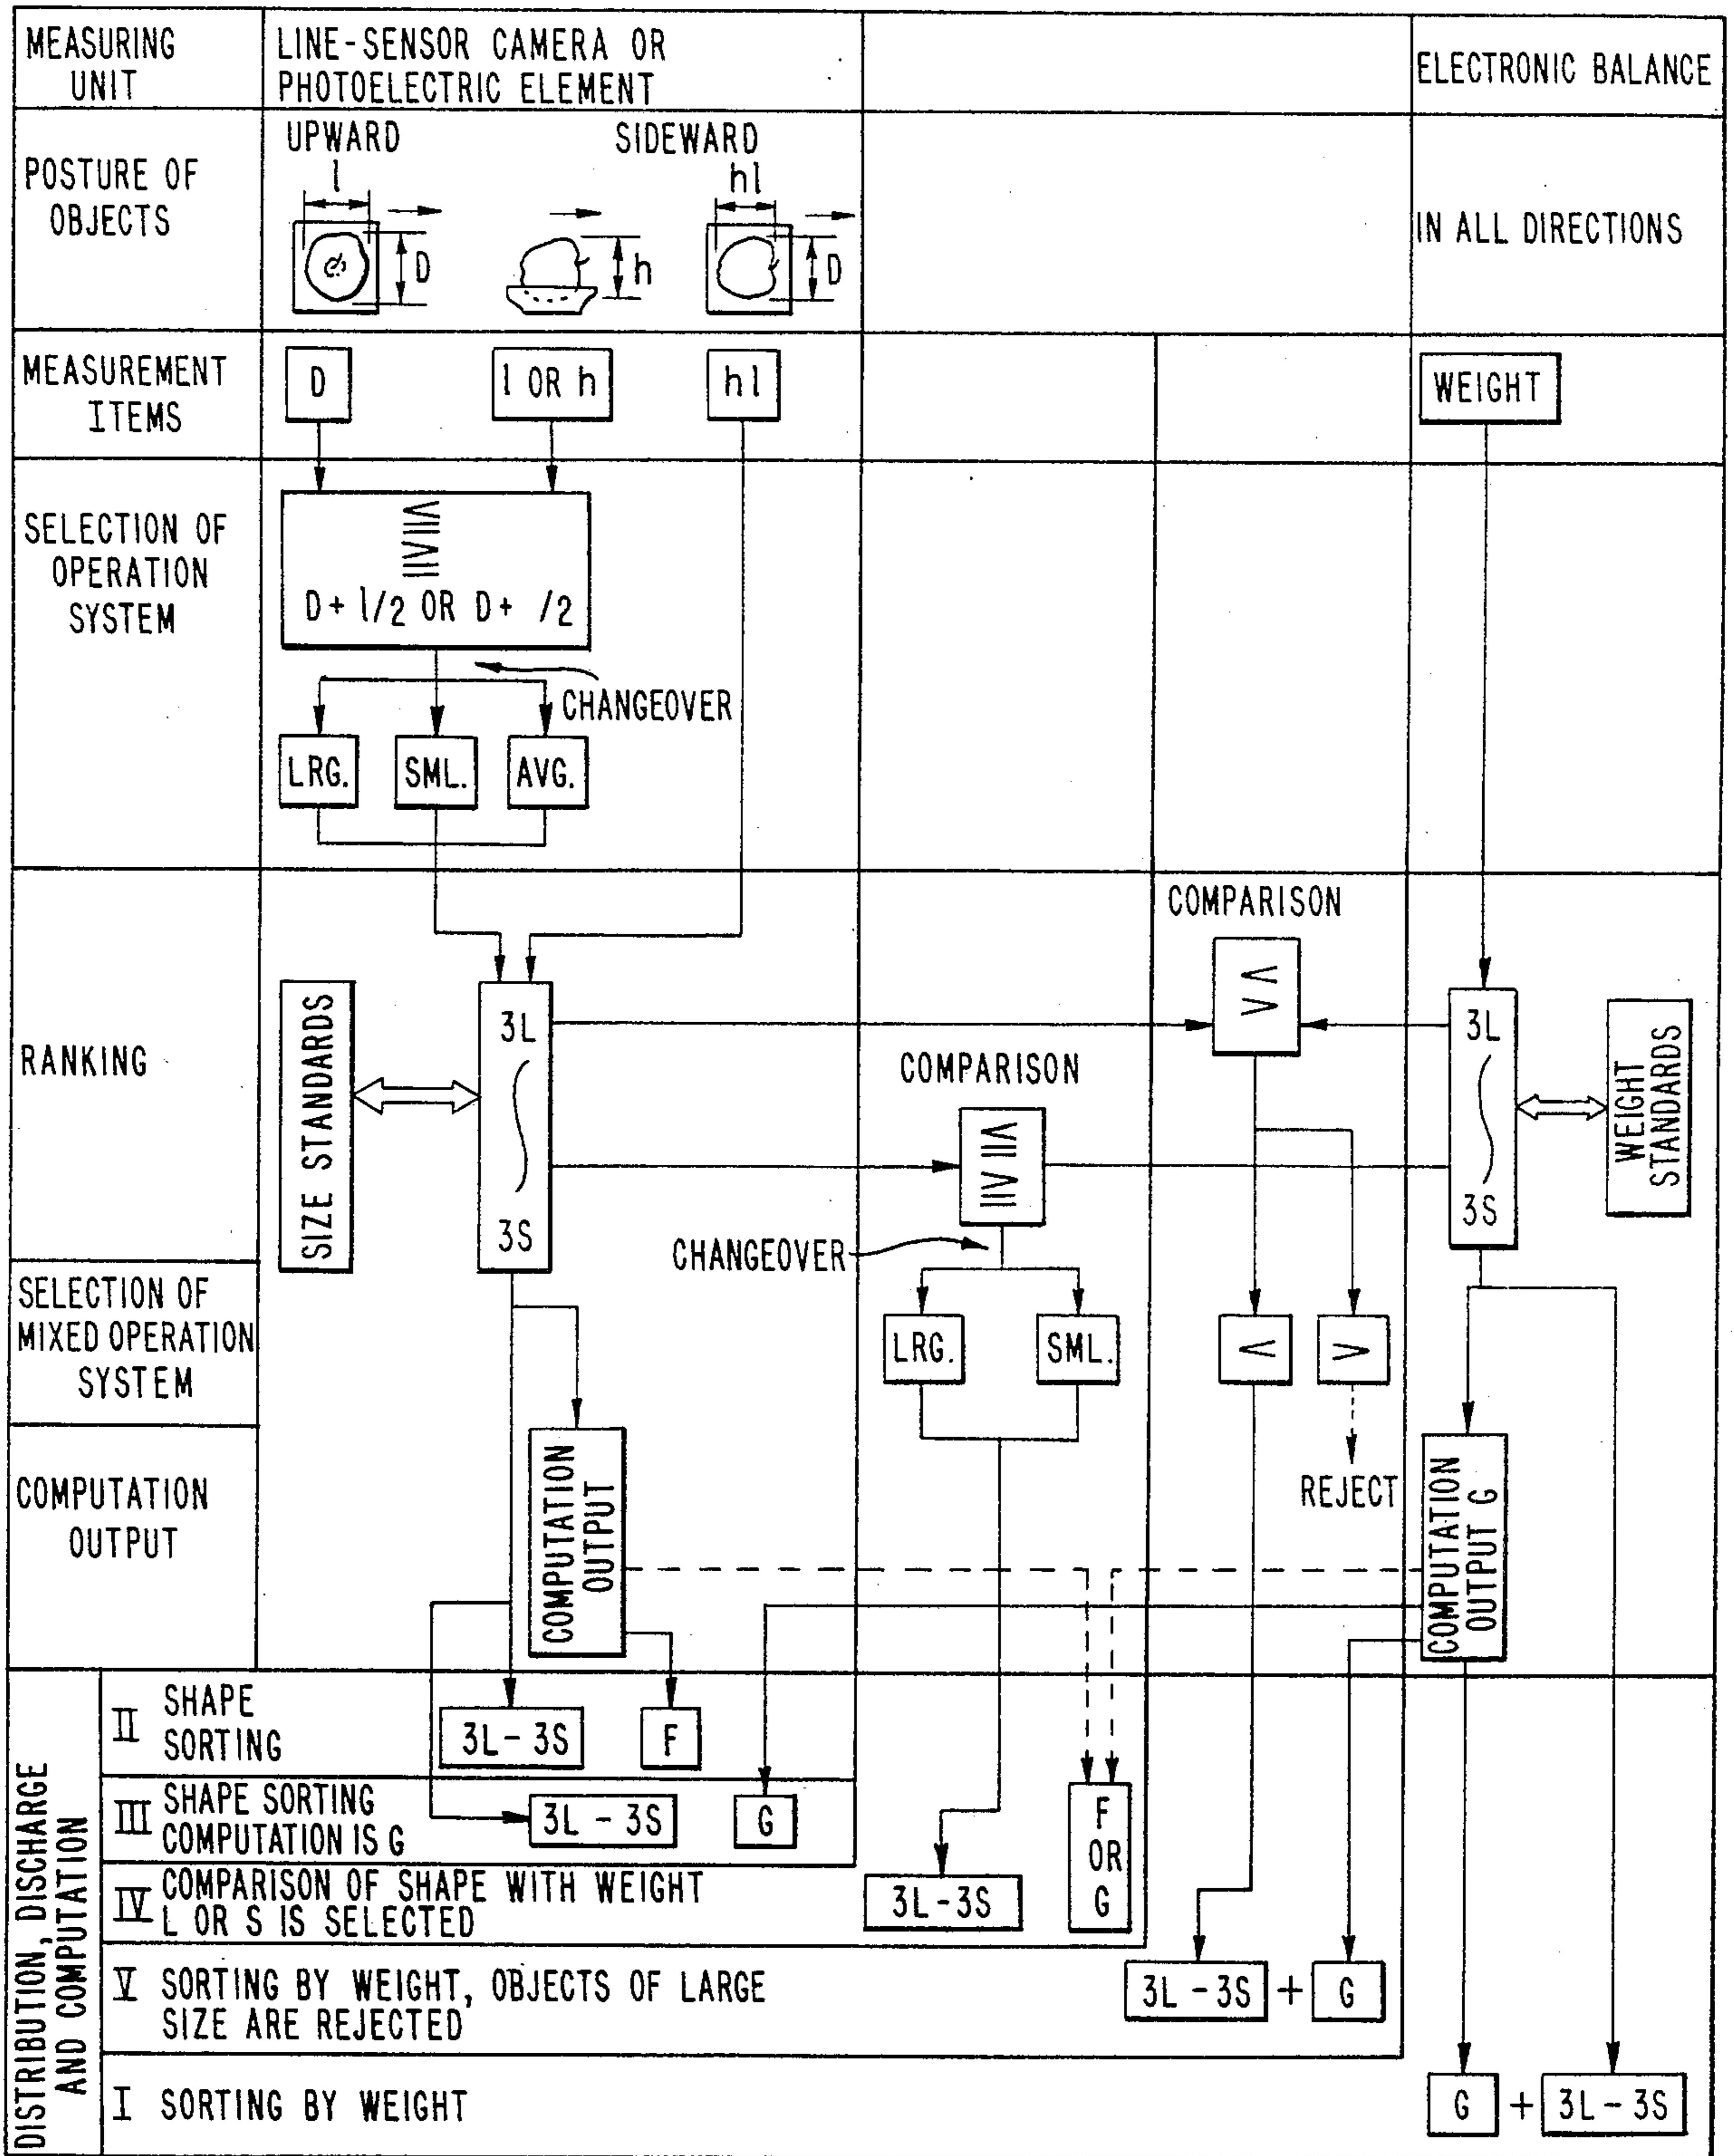 MEASURING
UNIT
LINE-SENSOR CAMERA OR
PHOTOELECTRIC ELEMENT
ELECTRONIC BALANCE
POSTURE OF
OBJECTS
UPWARD
l
D
SIDEWARD
h
hl
D
IN ALL DIRECTIONS
MEASUREMENT
ITEMS
D
l OR h
hl
WEIGHT
SELECTION OF
OPERATION
SYSTEM
D+ l/2 OR D+ /2
CHANGEOVER
LRG.
SML.
AVG.
RANKING
SIZE STANDARDS
3L
3S
COMPARISON
COMPARISON
< >
3L
3S
WEIGHT
STANDARDS
CHANGEOVER
SELECTION OF
MIXED OPERATION
SYSTEM
LRG.
SML.
<
>
REJECT
COMPUTATION
OUTPUT
COMPUTATION
OUTPUT
COMPUTATION
OUTPUT G
DISTRIBUTION, DISCHARGE
AND COMPUTATION
II SHAPE
SORTING
3L-3S
F
III SHAPE SORTING
COMPUTATION IS G
3L-3S
G
IV COMPARISON OF SHAPE WITH WEIGHT
L OR S IS SELECTED
3L-3S
F
OR
G
V SORTING BY WEIGHT, OBJECTS OF LARGE
SIZE ARE REJECTED
3L-3S + G
I SORTING BY WEIGHT
G + 3L-3S